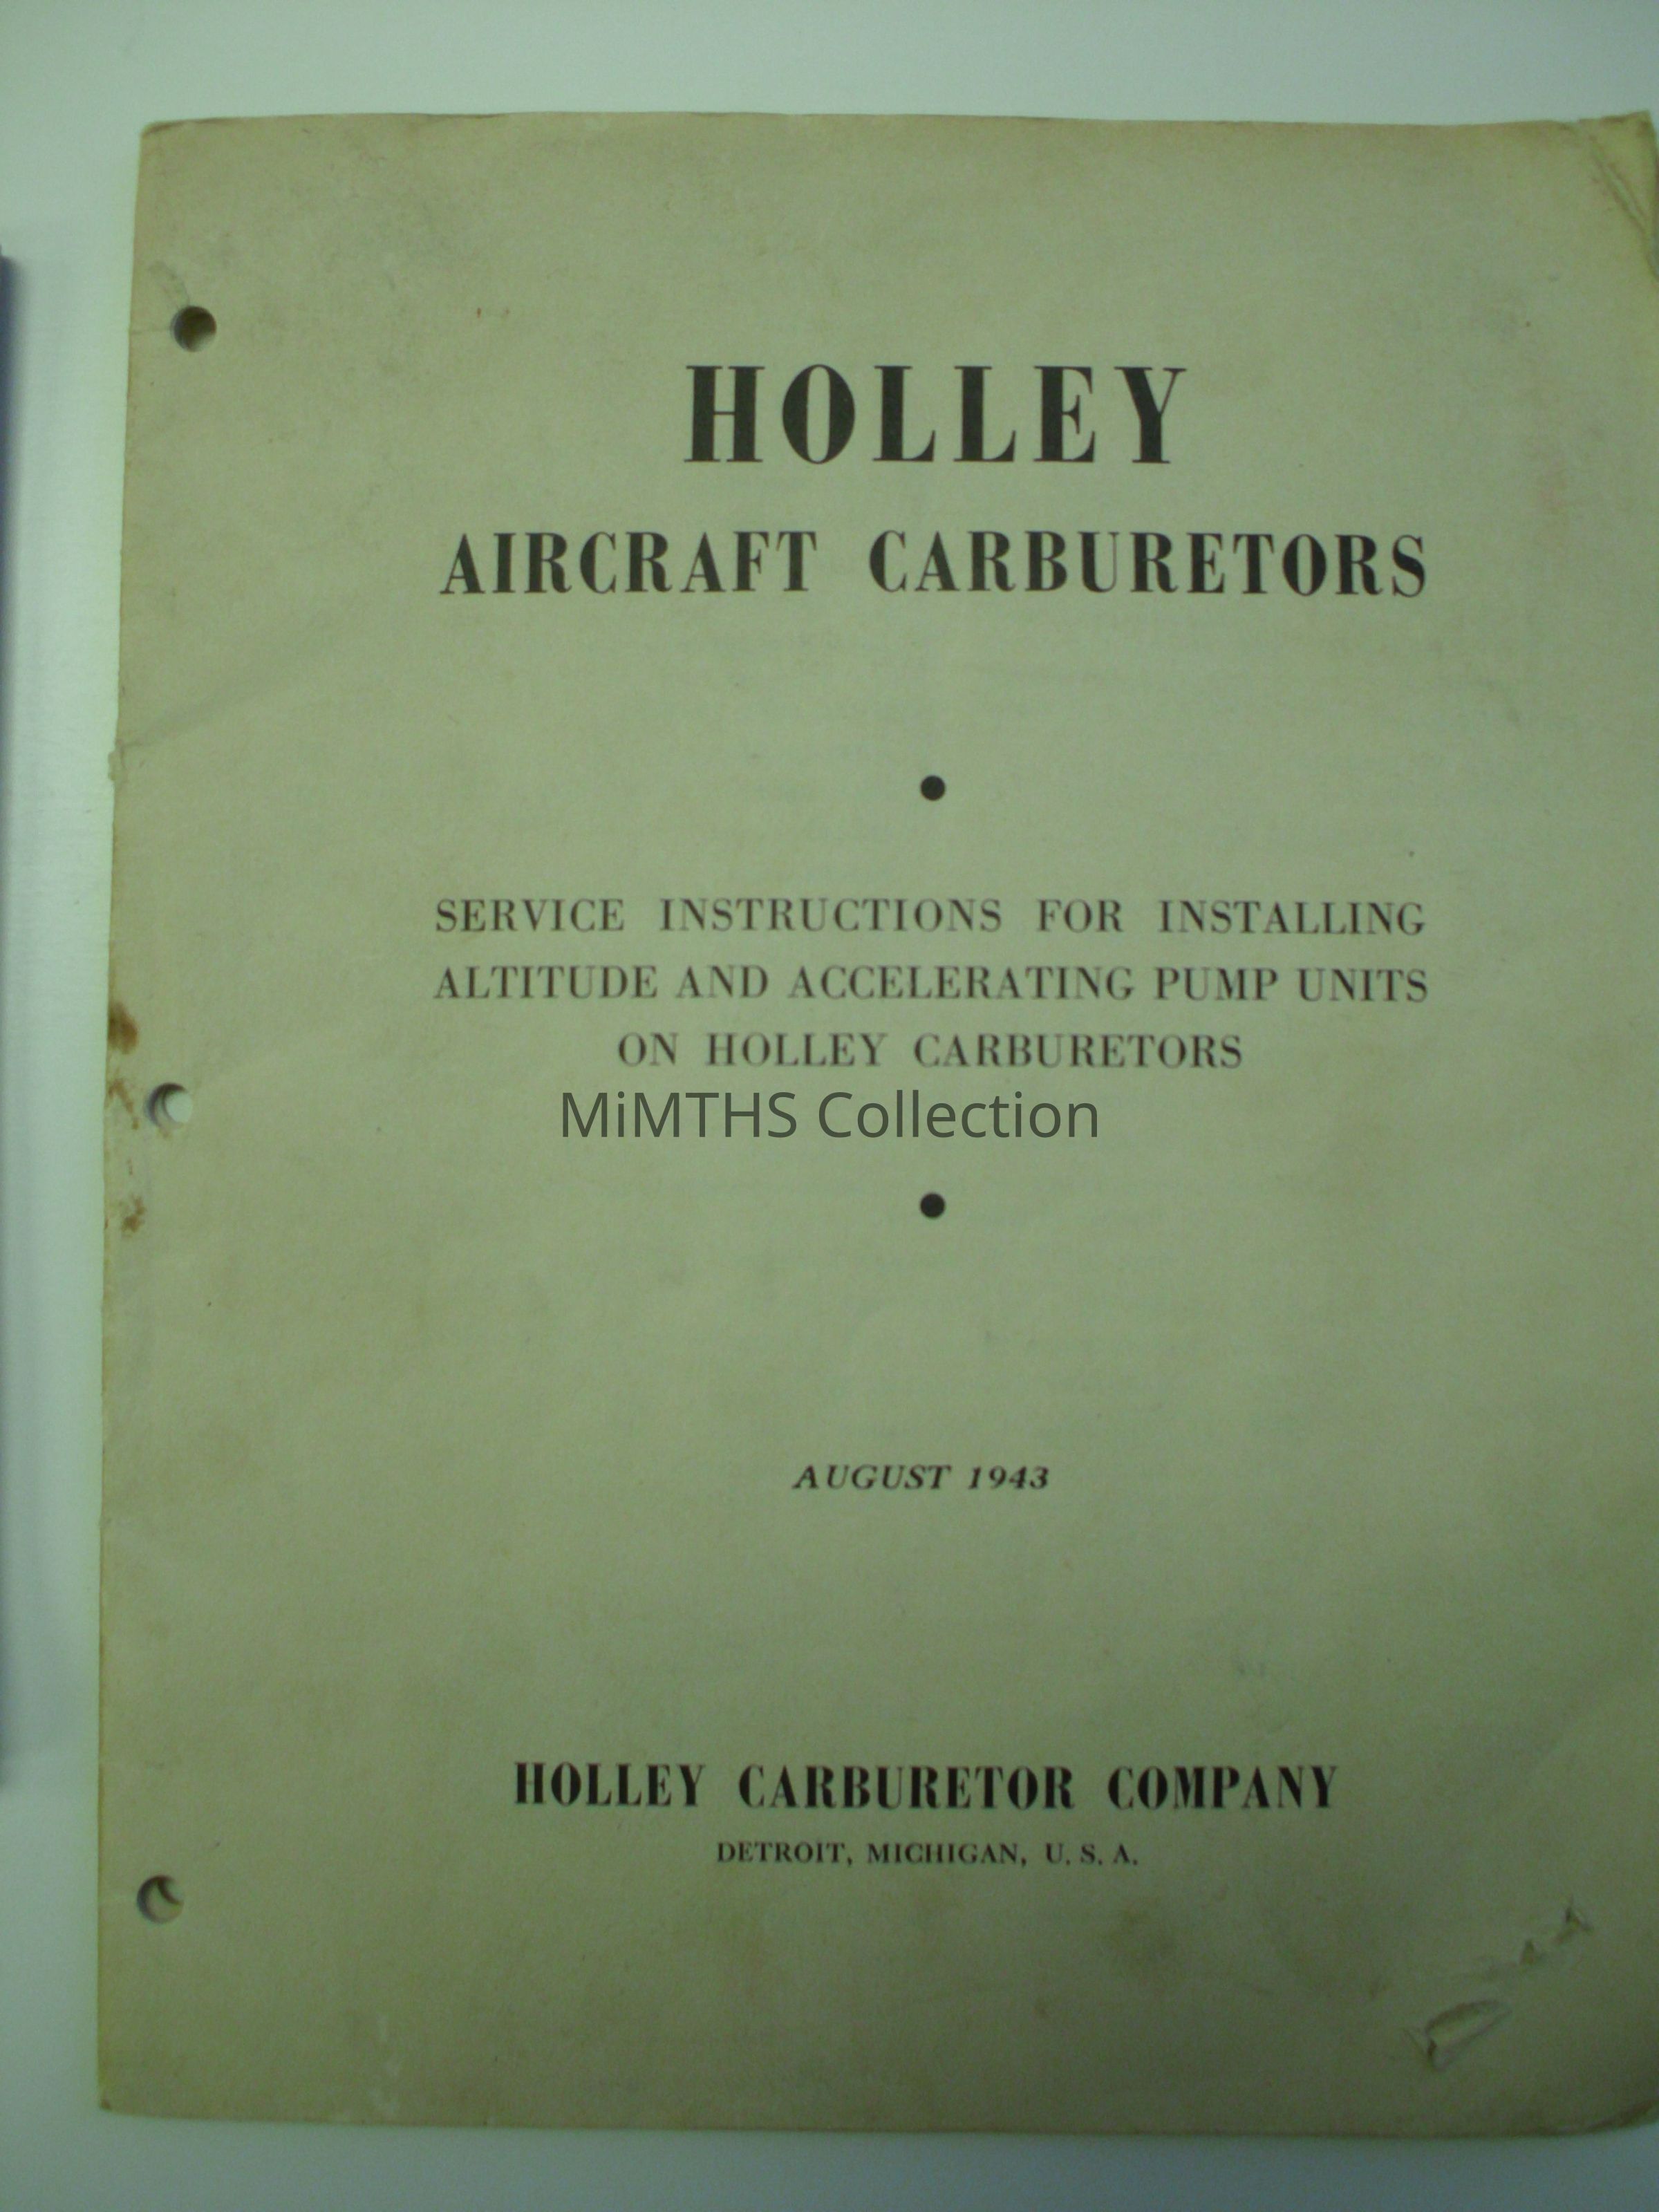 HOLLEY
AIRCRAFT CARBURETORS
SERVICE INSTRUCTIONS FOR INSTALLING
ALTITUDE AND ACCELERATING PUMP UNITS
ON HOLLEY CARBURETORS
MiMTHS Collection
AUGUST 1943
HOLLEY CARBURETOR COMPANY
DETROIT, MICHIGAN, U. S. A.